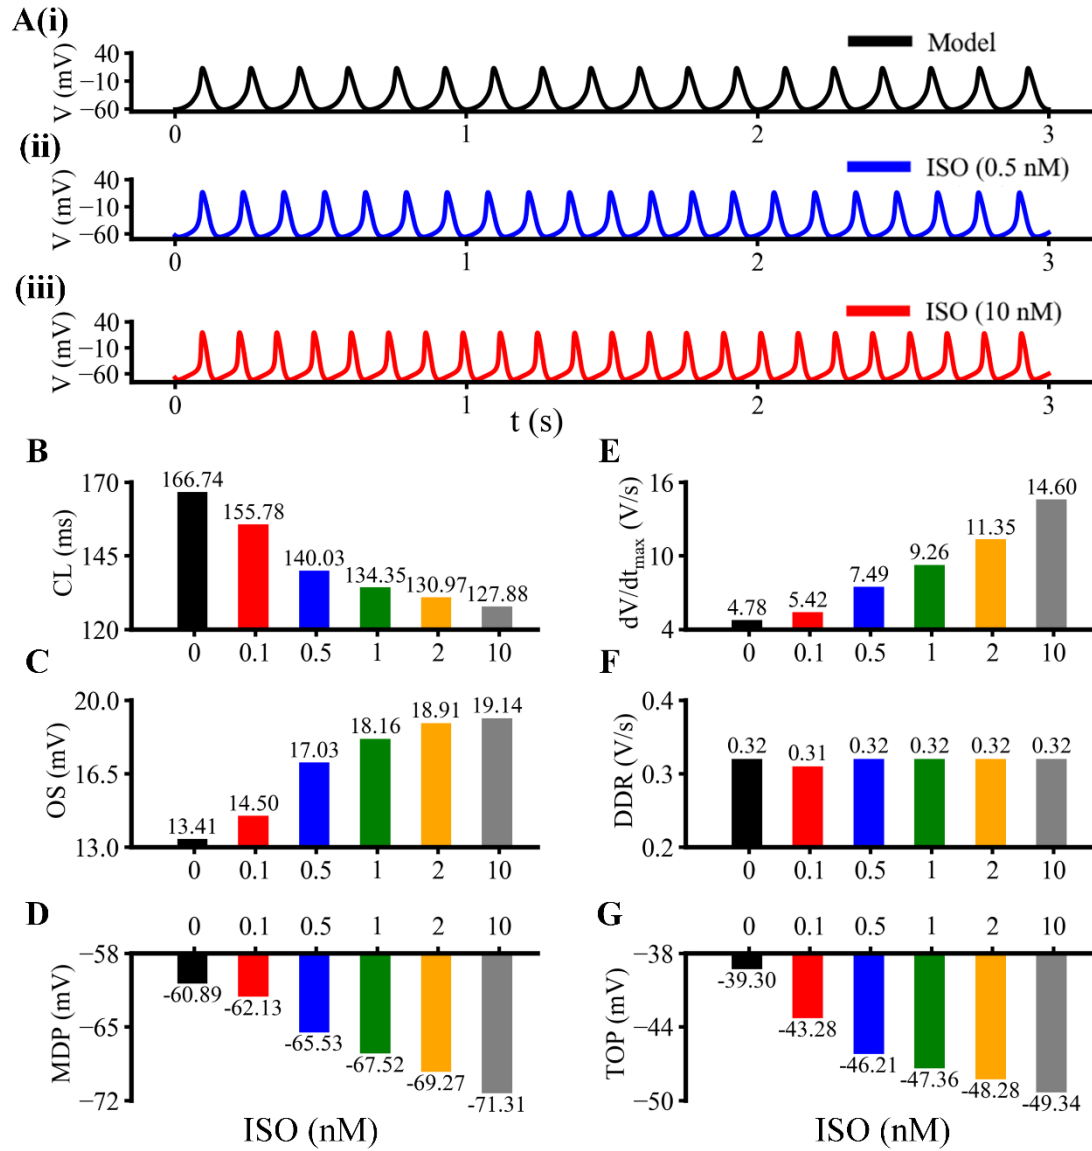 A(i)
V (mV)
40
−10
−60
Model
0 1 2 3
(ii)
V (mV)
40
−10
−60
ISO (0.5 nM)
0 1 2 3
(iii)
V (mV)
40
−10
−60
ISO (10 nM)
0 1 2 3
t (s)
B
CL (ms)
170
145
120
166.74
155.78
140.03
134.35
130.97
127.88
0 0.1 0.5 1 2 10
E
dV/dtmax (V/s)
16
10
4
4.78
5.42
7.49
9.26
11.35
14.60
0 0.1 0.5 1 2 10
C
OS (mV)
20.0
16.5
13.0
13.41
14.50
17.03
18.16
18.91
19.14
0 0.1 0.5 1 2 10
F
DDR (V/s)
0.4
0.3
0.2
0.32
0.31
0.32
0.32
0.32
0.32
0 0.1 0.5 1 2 10
D
0 0.1 0.5 1 2 10
MDP (mV)
−58
−65
−72
-60.89
-62.13
-65.53
-67.52
-69.27
-71.31
ISO (nM)
G
0 0.1 0.5 1 2 10
TOP (mV)
−38
−44
−50
-39.30
-43.28
-46.21
-47.36
-48.28
-49.34
ISO (nM)